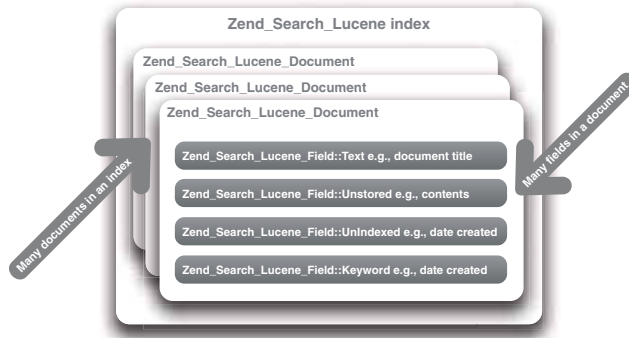 Zend_Search_Lucene index
Zend_Search_Lucene_Document
Zend_Search_Lucene_Document
Zend_Search_Lucene_Document
Zend_Search_Lucene_Field::Text e.g., document title
Zend_Search_Lucene_Field::Unstored e.g., contents
Zend_Search_Lucene_Field::UnIndexed e.g., date created
Zend_Search_Lucene_Field::Keyword e.g., date created
Many documents in an index
Many fields in a document